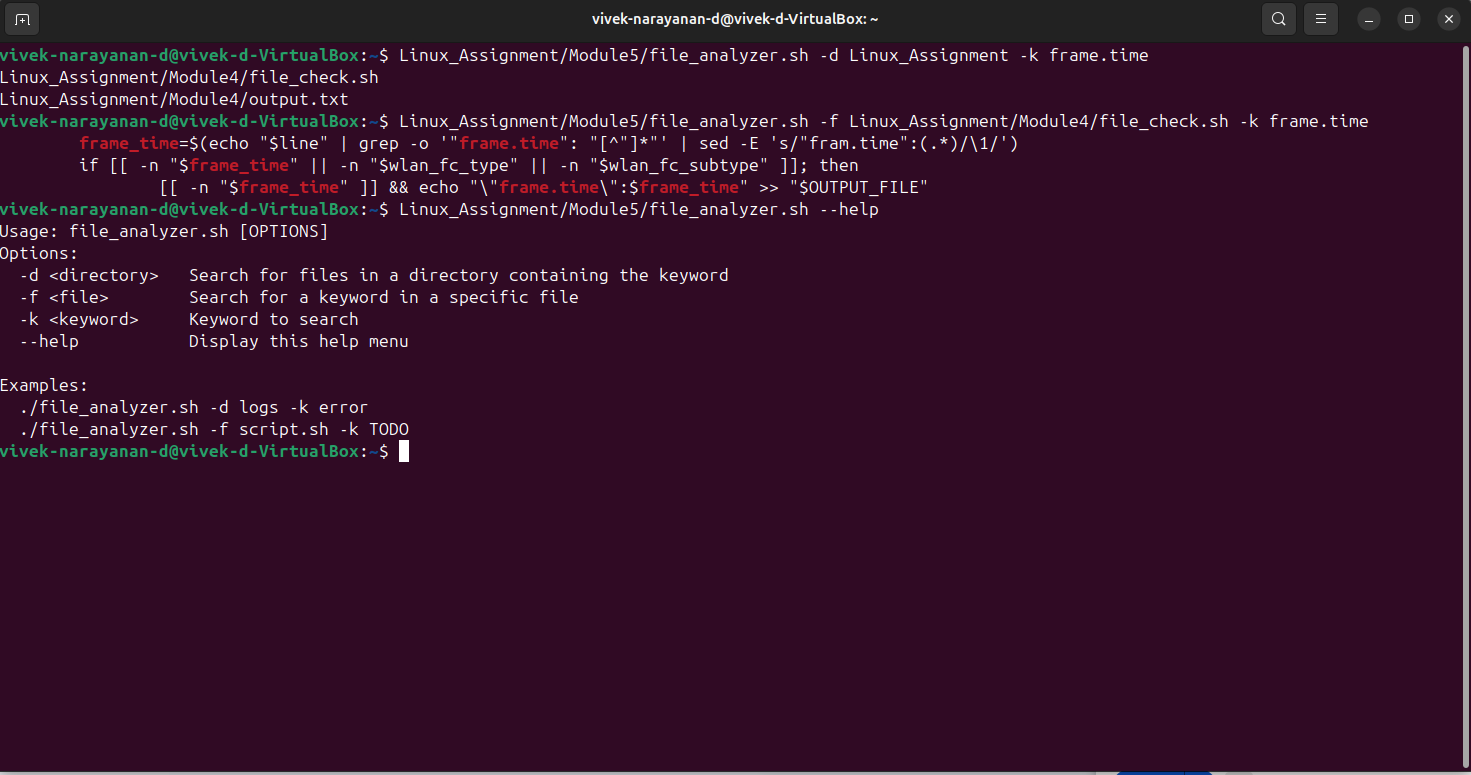 vivek-narayanan-d@vivek-d-VirtualBox: ~
vivek-narayanan-d@vivek-d-VirtualBox:~$ Linux_Assignment/Module5/file_analyzer.sh -d Linux_Assignment -k frame.time
Linux_Assignment/Module4/file_check.sh
Linux_Assignment/Module4/output.txt
vivek-narayanan-d@vivek-d-VirtualBox:~$ Linux_Assignment/Module5/file_analyzer.sh -f Linux_Assignment/Module4/file_check.sh -k frame.time
        frame_time=$(echo "$line" | grep -o '"frame.time": "[^"]*"' | sed -E 's/"fram.time":(.*)/\1/')
        if [[ -n "$frame_time" || -n "$wlan_fc_type" || -n "$wlan_fc_subtype" ]]; then
                [[ -n "$frame_time" ]] && echo "\"frame.time\":$frame_time" >> "$OUTPUT_FILE"
vivek-narayanan-d@vivek-d-VirtualBox:~$ Linux_Assignment/Module5/file_analyzer.sh --help
Usage: file_analyzer.sh [OPTIONS]
Options:
  -d <directory>   Search for files in a directory containing the keyword
  -f <file>        Search for a keyword in a specific file
  -k <keyword>     Keyword to search
  --help           Display this help menu

Examples:
  ./file_analyzer.sh -d logs -k error
  ./file_analyzer.sh -f script.sh -k TODO
vivek-narayanan-d@vivek-d-VirtualBox:~$